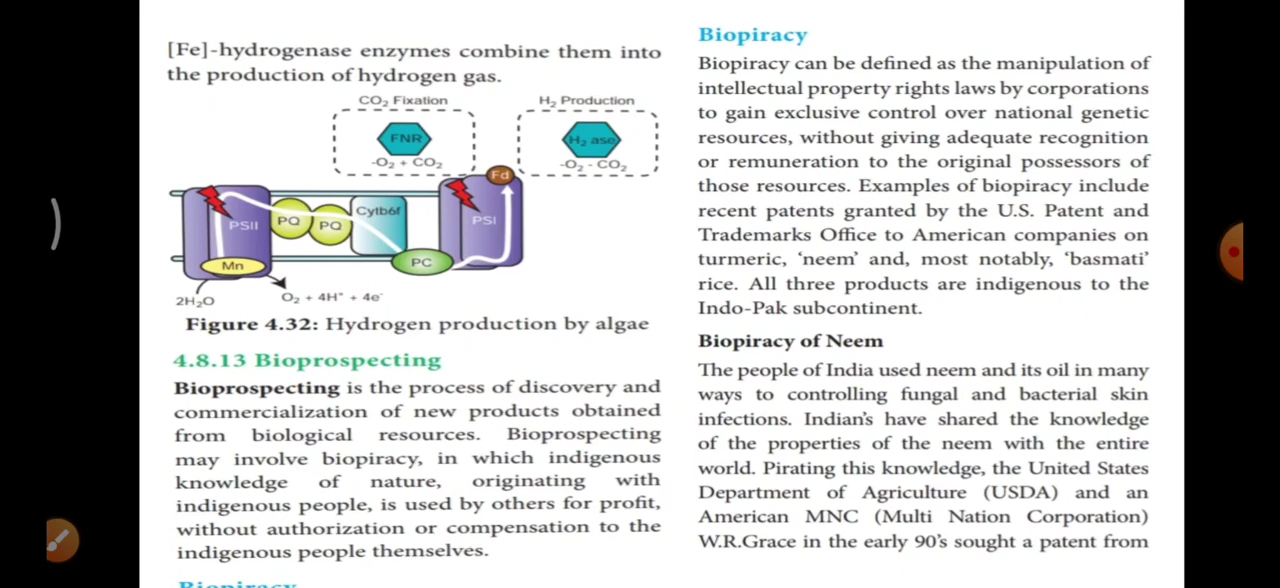 [Fe]-hydrogenase enzymes combine them into
the production of hydrogen gas.
CO₂ Fixation
H₂ Production
FNR
H₂ ase
-O₂ + CO₂
-O₂ - CO₂
Fd
PSII
PQ
PQ
Cytb6f
PSI
Mn
PC
2H₂O
O₂ + 4H⁺ + 4e⁻
Figure 4.32: Hydrogen production by algae
4.8.13 Bioprospecting
Bioprospecting is the process of discovery and
commercialization of new products obtained
from biological resources. Bioprospecting
may involve biopiracy, in which indigenous
knowledge of nature, originating with
indigenous people, is used by others for profit,
without authorization or compensation to the
indigenous people themselves.
Biopiracy
Biopiracy
Biopiracy can be defined as the manipulation of
intellectual property rights laws by corporations
to gain exclusive control over national genetic
resources, without giving adequate recognition
or remuneration to the original possessors of
those resources. Examples of biopiracy include
recent patents granted by the U.S. Patent and
Trademarks Office to American companies on
turmeric, ‘neem’ and, most notably, ‘basmati’
rice. All three products are indigenous to the
Indo-Pak subcontinent.
Biopiracy of Neem
The people of India used neem and its oil in many
ways to controlling fungal and bacterial skin
infections. Indian’s have shared the knowledge
of the properties of the neem with the entire
world. Pirating this knowledge, the United States
Department of Agriculture (USDA) and an
American MNC (Multi Nation Corporation)
W.R.Grace in the early 90’s sought a patent from